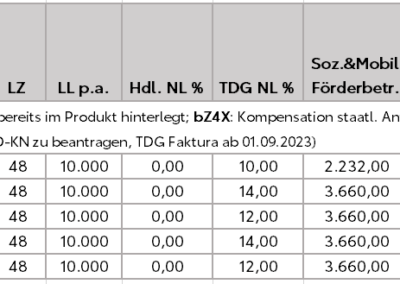 Soz.&Mobil
LZ LL p.a. Hdl. NL % TDG NL % Förderbetr.
bereits im Produkt hinterlegt; bZ4X: Kompensation staatl. An
-KN zu beantragen, TDG Faktura ab 01.09.2023)
48 10.000 0,00 10,00 2.232,00
48 10.000 0,00 14,00 3.660,00
48 10.000 0,00 12,00 3.660,00
48 10.000 0,00 14,00 3.660,00
48 10.000 0,00 12,00 3.660,00